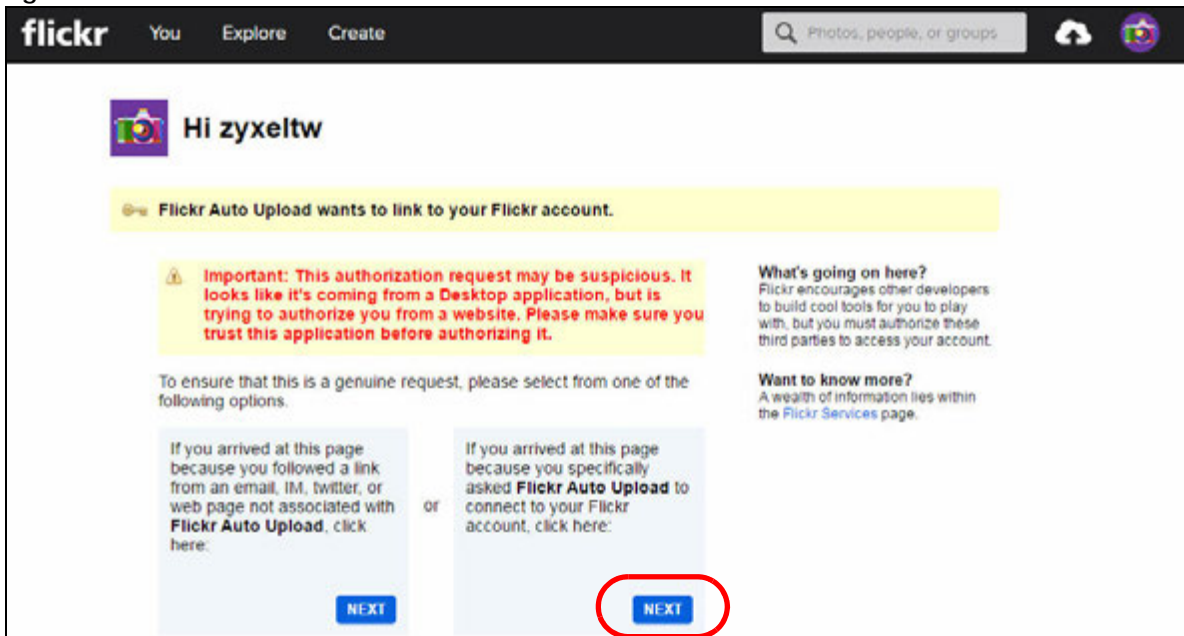 flickr You Explore Create Photos, people, or groups
Hi zyxeltw
Flickr Auto Upload wants to link to your Flickr account.
Important: This authorization request may be suspicious. It
looks like it's coming from a Desktop application, but is
trying to authorize you from a website. Please make sure you
trust this application before authorizing it.
To ensure that this is a genuine request, please select from one of the
following options.
If you arrived at this page
because you followed a link
from an email, IM, twitter, or
web page not associated with
Flickr Auto Upload, click
here:
NEXT
or
If you arrived at this page
because you specifically
asked Flickr Auto Upload to
connect to your Flickr
account, click here:
NEXT
What's going on here?
Flickr encourages other developers
to build cool tools for you to play
with, but you must authorize these
third parties to access your account.
Want to know more?
A wealth of information lies within
the Flickr Services page.